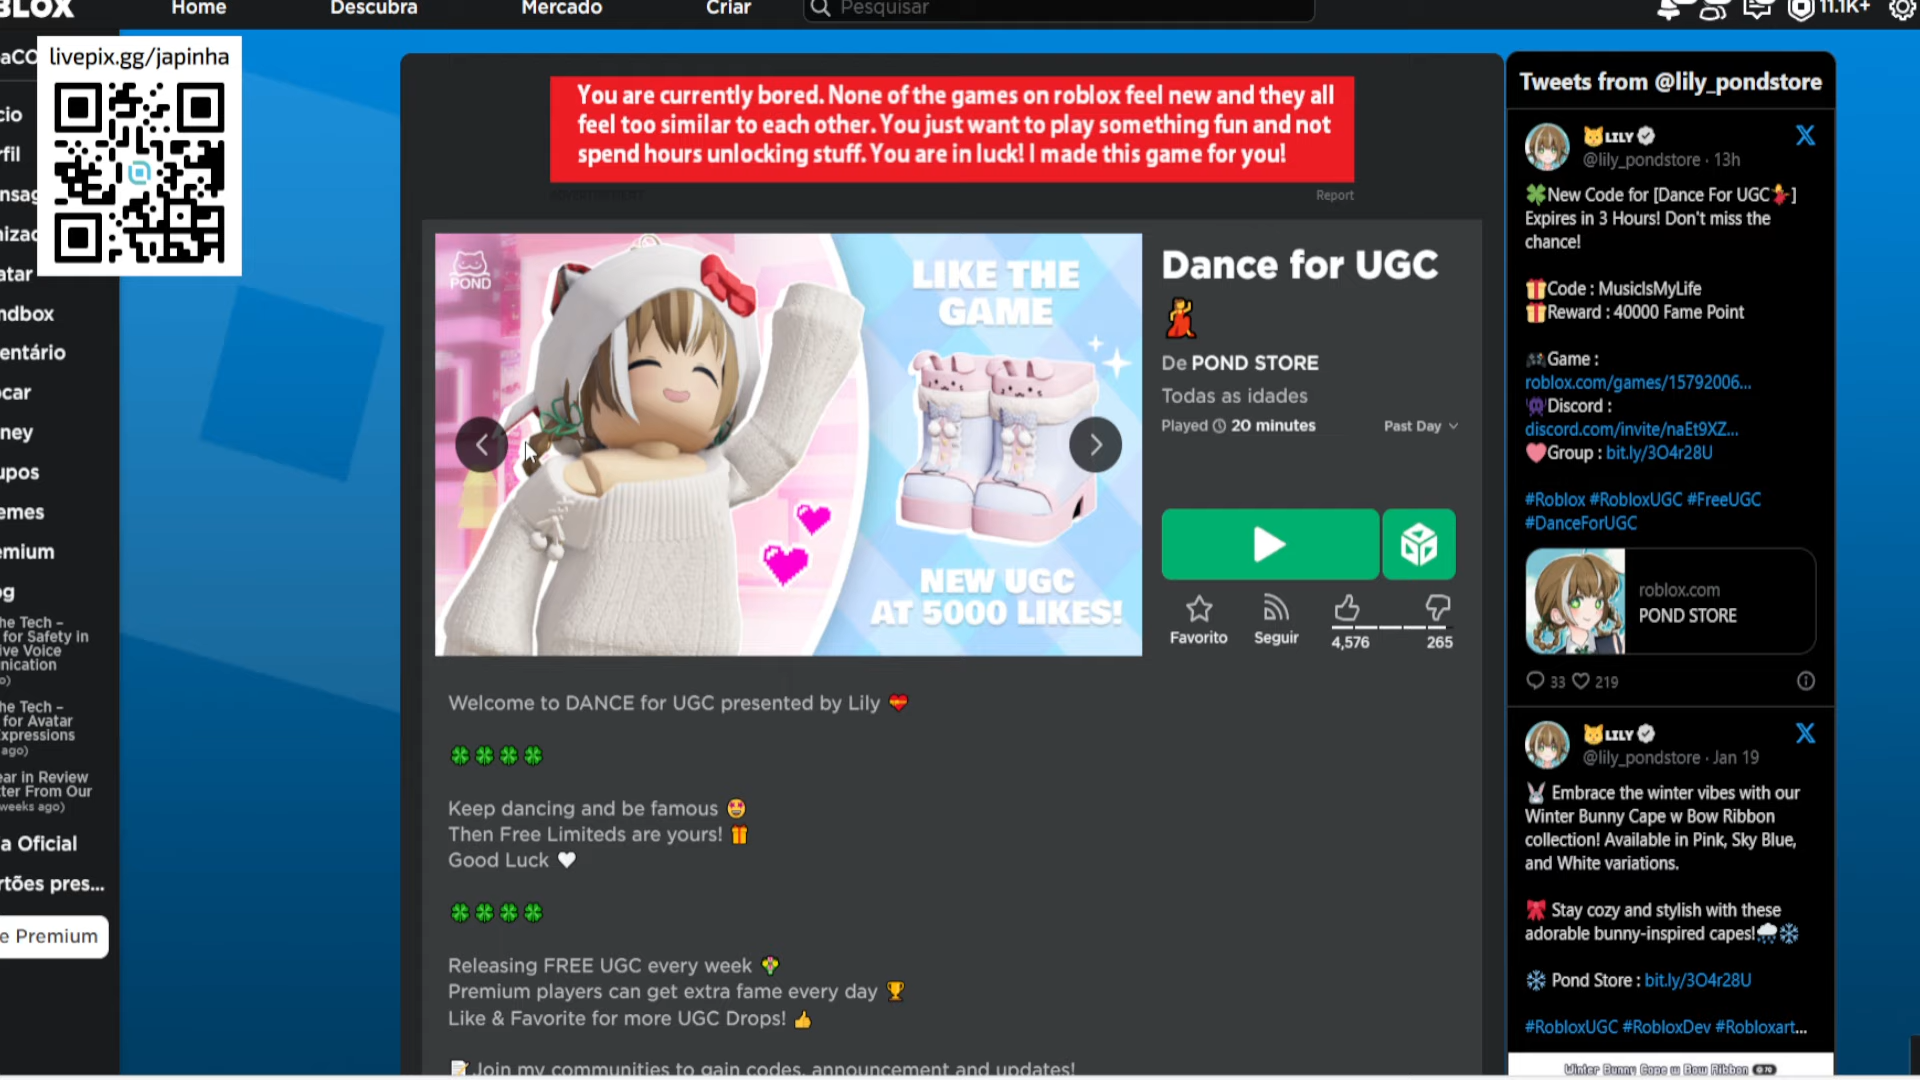 BLOX
Home
Descubra
Mercado
Criar
Pesquisar
11.1K+
livepix.gg/japinha
aCO
cio
rfil
nsag
nizaç
atar
ndbox
entário
ocar
ney
upos
emes
emium
og
he Tech –
for Safety in
ive Voice
nication
o)
he Tech –
for Avatar
xpressions
ago)
ear in Review
ter From Our
weeks ago)
a Oficial
rtões pres...
e Premium
You are currently bored. None of the games on roblox feel new and they all
feel too similar to each other. You just want to play something fun and not
spend hours unlocking stuff. You are in luck! I made this game for you!
ADVERTISEMENT
Report
POND
LIKE THE
GAME
NEW UGC
AT 5000 LIKES!
Dance for UGC
💃
De POND STORE
Todas as idades
Played 20 minutes
Past Day
Favorito
Seguir
4,576
265
Welcome to DANCE for UGC presented by Lily 💝
🍀🍀🍀🍀
Keep dancing and be famous 🤩
Then Free Limiteds are yours! 🎁
Good Luck 🤍
🍀🍀🍀🍀
Releasing FREE UGC every week 💐
Premium players can get extra fame every day 🏆
Like & Favorite for more UGC Drops! 👍
📝 Join my communities to gain codes, announcement and updates!
Tweets from @lily_pondstore
🐱LILY
@lily_pondstore · 13h
🍀New Code for [Dance For UGC💃]
Expires in 3 Hours! Don't miss the
chance!
🎁Code : MusicIsMyLife
🎁Reward : 40000 Fame Point
🎮Game :
roblox.com/games/15792006...
👾Discord :
discord.com/invite/naEt9XZ...
❤️Group : bit.ly/3O4r28U
#Roblox #RobloxUGC #FreeUGC
#DanceForUGC
roblox.com
POND STORE
33
219
🐱LILY
@lily_pondstore · Jan 19
🐰 Embrace the winter vibes with our
Winter Bunny Cape w Bow Ribbon
collection! Available in Pink, Sky Blue,
and White variations.
🎀 Stay cozy and stylish with these
adorable bunny-inspired capes!🌨️❄️
❄️ Pond Store : bit.ly/3O4r28U
#RobloxUGC #RobloxDev #Robloxart...
Winter Bunny Cape w Bow Ribbon